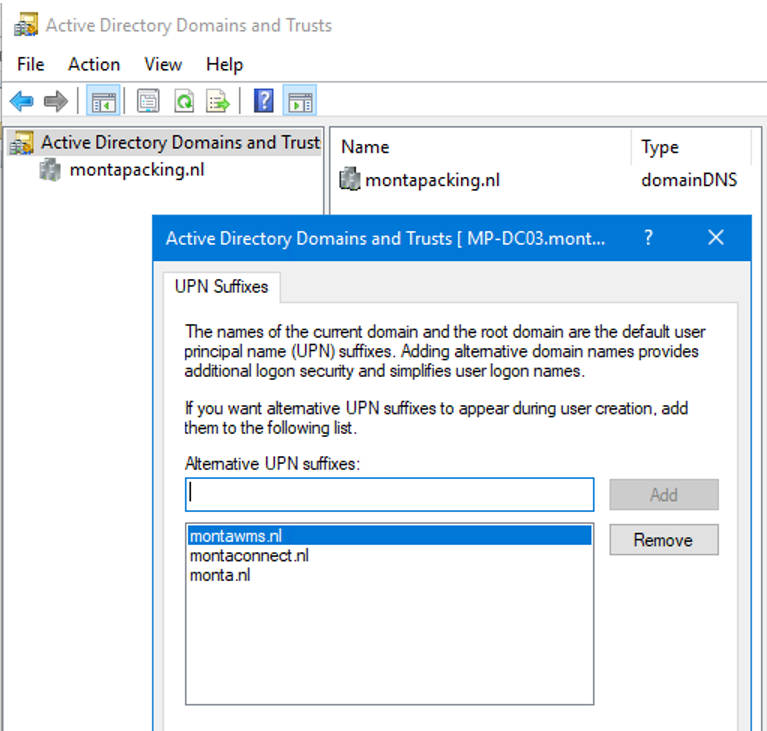 Active Directory Domains and Trusts
File Action View Help
Active Directory Domains and Trust
montapacking.nl
Name Type
montapacking.nl domainDNS
Active Directory Domains and Trusts [ MP-DC03.mont... ?
UPN Suffixes
The names of the current domain and the root domain are the default user
principal name (UPN) suffixes. Adding alternative domain names provides
additional logon security and simplifies user logon names.
If you want alternative UPN suffixes to appear during user creation, add
them to the following list.
Alternative UPN suffixes:
Add
montawms.nl
montaconnect.nl
monta.nl
Remove